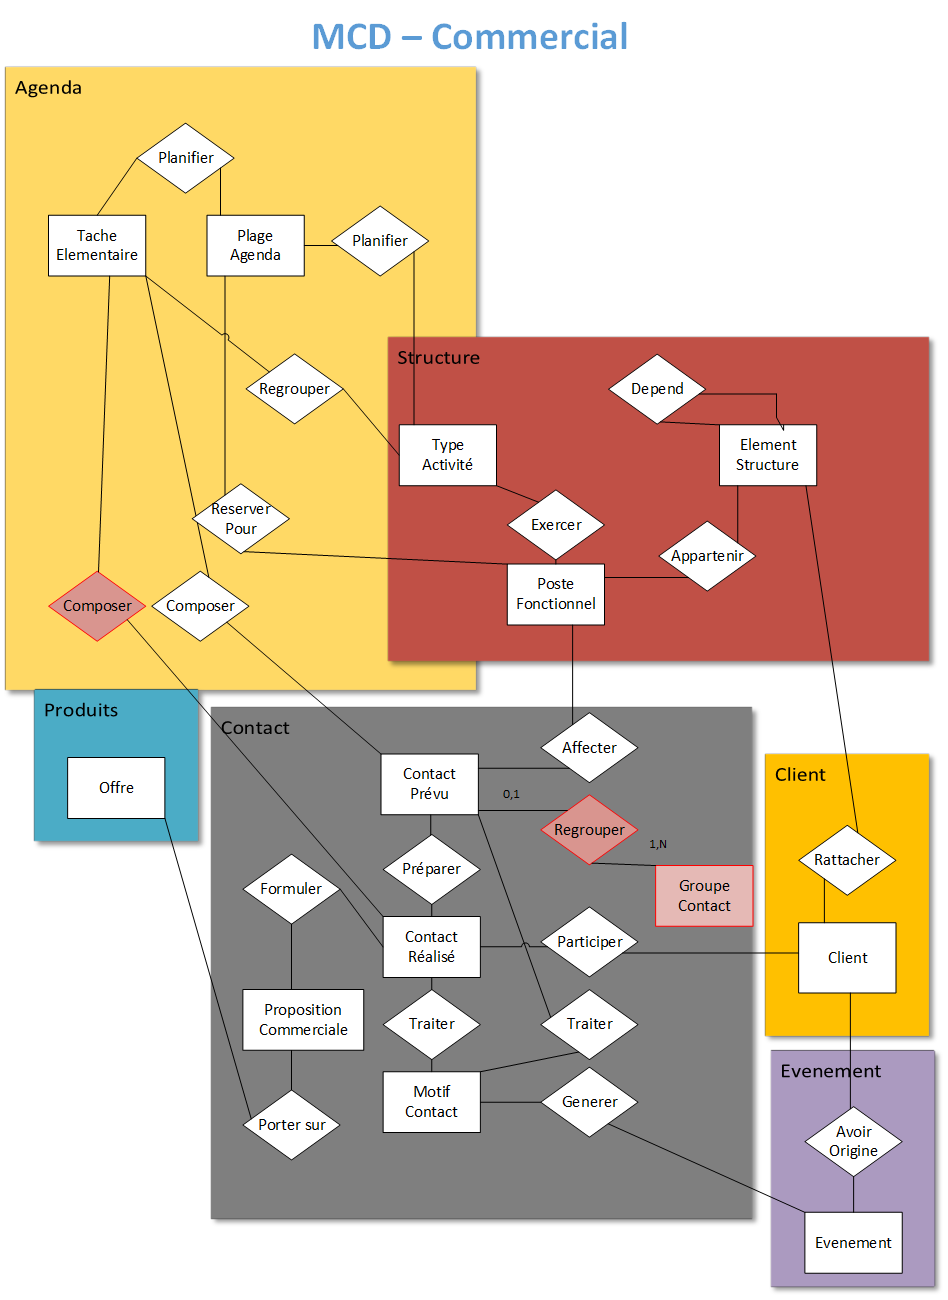 MCD – Commercial
Agenda
Planifier
Tache
Elementaire
Plage
Agenda
Planifier
Regrouper
Reserver
Pour
Composer
Composer
Structure
Depend
Type
Activité
Element
Structure
Exercer
Appartenir
Poste
Fonctionnel
Produits
Offre
Contact
Affecter
Contact
Prévu
0,1
Regrouper
1,N
Groupe
Contact
Préparer
Formuler
Contact
Réalisé
Participer
Proposition
Commerciale
Traiter
Traiter
Motif
Contact
Generer
Porter sur
Client
Rattacher
Client
Evenement
Avoir
Origine
Evenement